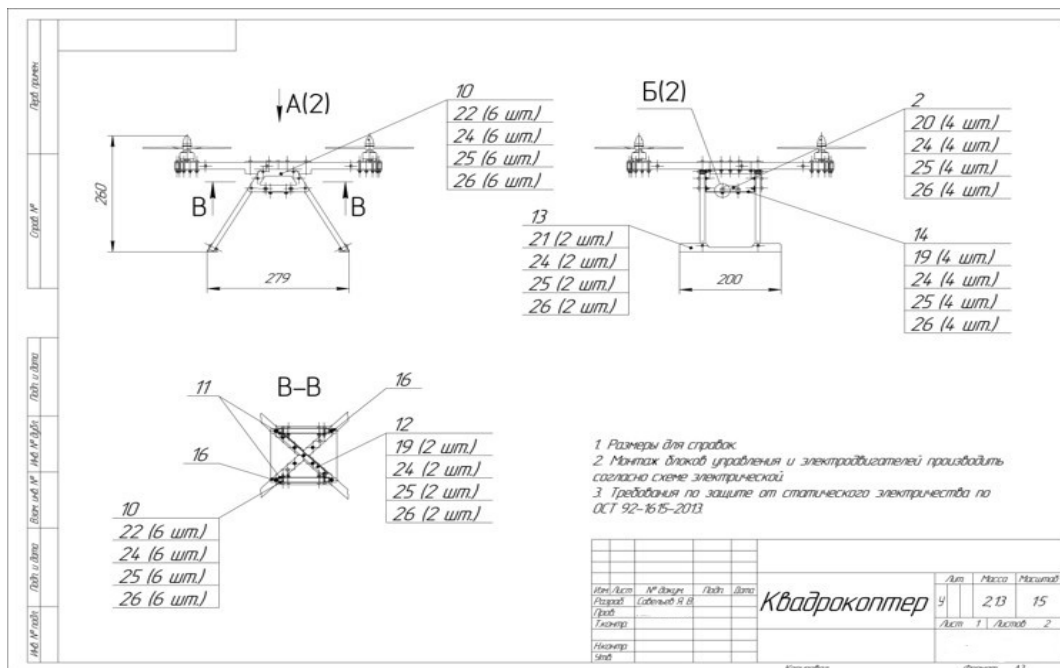 А(2)
10
22 (6 шт.)
24 (6 шт.)
25 (6 шт.)
26 (6 шт.)
260
В
В
279
Б(2)
2
20 (4 шт.)
24 (4 шт.)
25 (4 шт.)
26 (4 шт.)
13
21 (2 шт.)
24 (2 шт.)
25 (2 шт.)
26 (2 шт.)
200
14
19 (4 шт.)
24 (4 шт.)
25 (4 шт.)
26 (4 шт.)
В-В
11
16
16
12
19 (2 шт.)
24 (2 шт.)
25 (2 шт.)
26 (2 шт.)
10
22 (6 шт.)
24 (6 шт.)
25 (6 шт.)
26 (6 шт.)
1. Размеры для справок.
2. Монтаж блоков управления и электродвигателей производить
согласно схеме электрической
3. Требования по защите от статического электричества по
ОСТ 92-1615-2013.
Перв. примен.
Справ. №
Подп. и дата
Инв. № дубл.
Взам. инв. №
Подп. и дата
Инв. № подл.
Изм. Лист № докум. Подп. Дата
Разраб. Савельев Я. В.
Пров.
Т.контр.
Н.контр.
Утв.
Квадрокоптер
Лит. Масса Масштаб
У 2,13 1:5
Лист 1 Листов 2